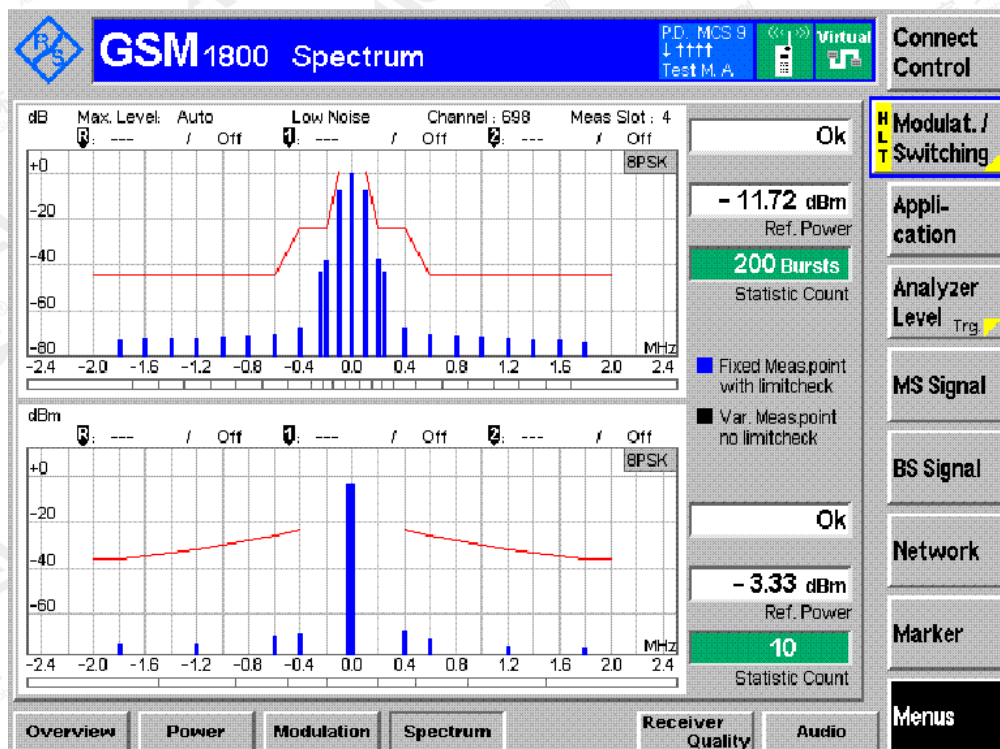 R/S
GSM 1800 Spectrum
P.D. MCS 9
↓ ↑↑↑↑
Test M. A
Virtual
Connect Control
dB Max. Level: Auto Low Noise Channel : 698 Meas Slot : 4
R: --- / Off 1: --- / Off 2: --- / Off
8PSK
+0
-20
-40
-60
-80
MHz
-2.4 -2.0 -1.6 -1.2 -0.8 -0.4 0.0 0.4 0.8 1.2 1.6 2.0 2.4
Ok
- 11.72 dBm
Ref. Power
200 Bursts
Statistic Count
Fixed Meas.point
with limitcheck
Var. Meas.point
no limitcheck
dBm
R: --- / Off 1: --- / Off 2: --- / Off
8PSK
+0
-20
-40
-60
MHz
-2.4 -2.0 -1.6 -1.2 -0.8 -0.4 0.0 0.4 0.8 1.2 1.6 2.0 2.4
Ok
- 3.33 dBm
Ref. Power
10
Statistic Count
HLT
Modulat. /
Switching
Appli-
cation
Analyzer
Level Trg.
MS Signal
BS Signal
Network
Marker
Menus
Overview Power Modulation Spectrum Receiver Quality Audio